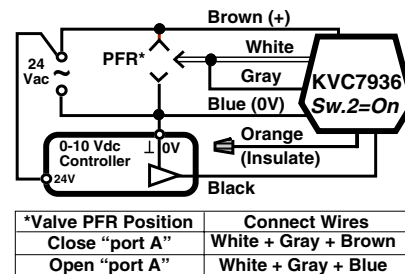 Brown (+)
24
Vac
~
PFR*
White
Gray
KVC7936
Sw.2=On
Blue (0V)
0-10 Vdc
Controller
⊥ 0V
24V
Orange
(Insulate)
Black
*Valve PFR Position Connect Wires
Close “port A” White + Gray + Brown
Open “port A” White + Gray + Blue